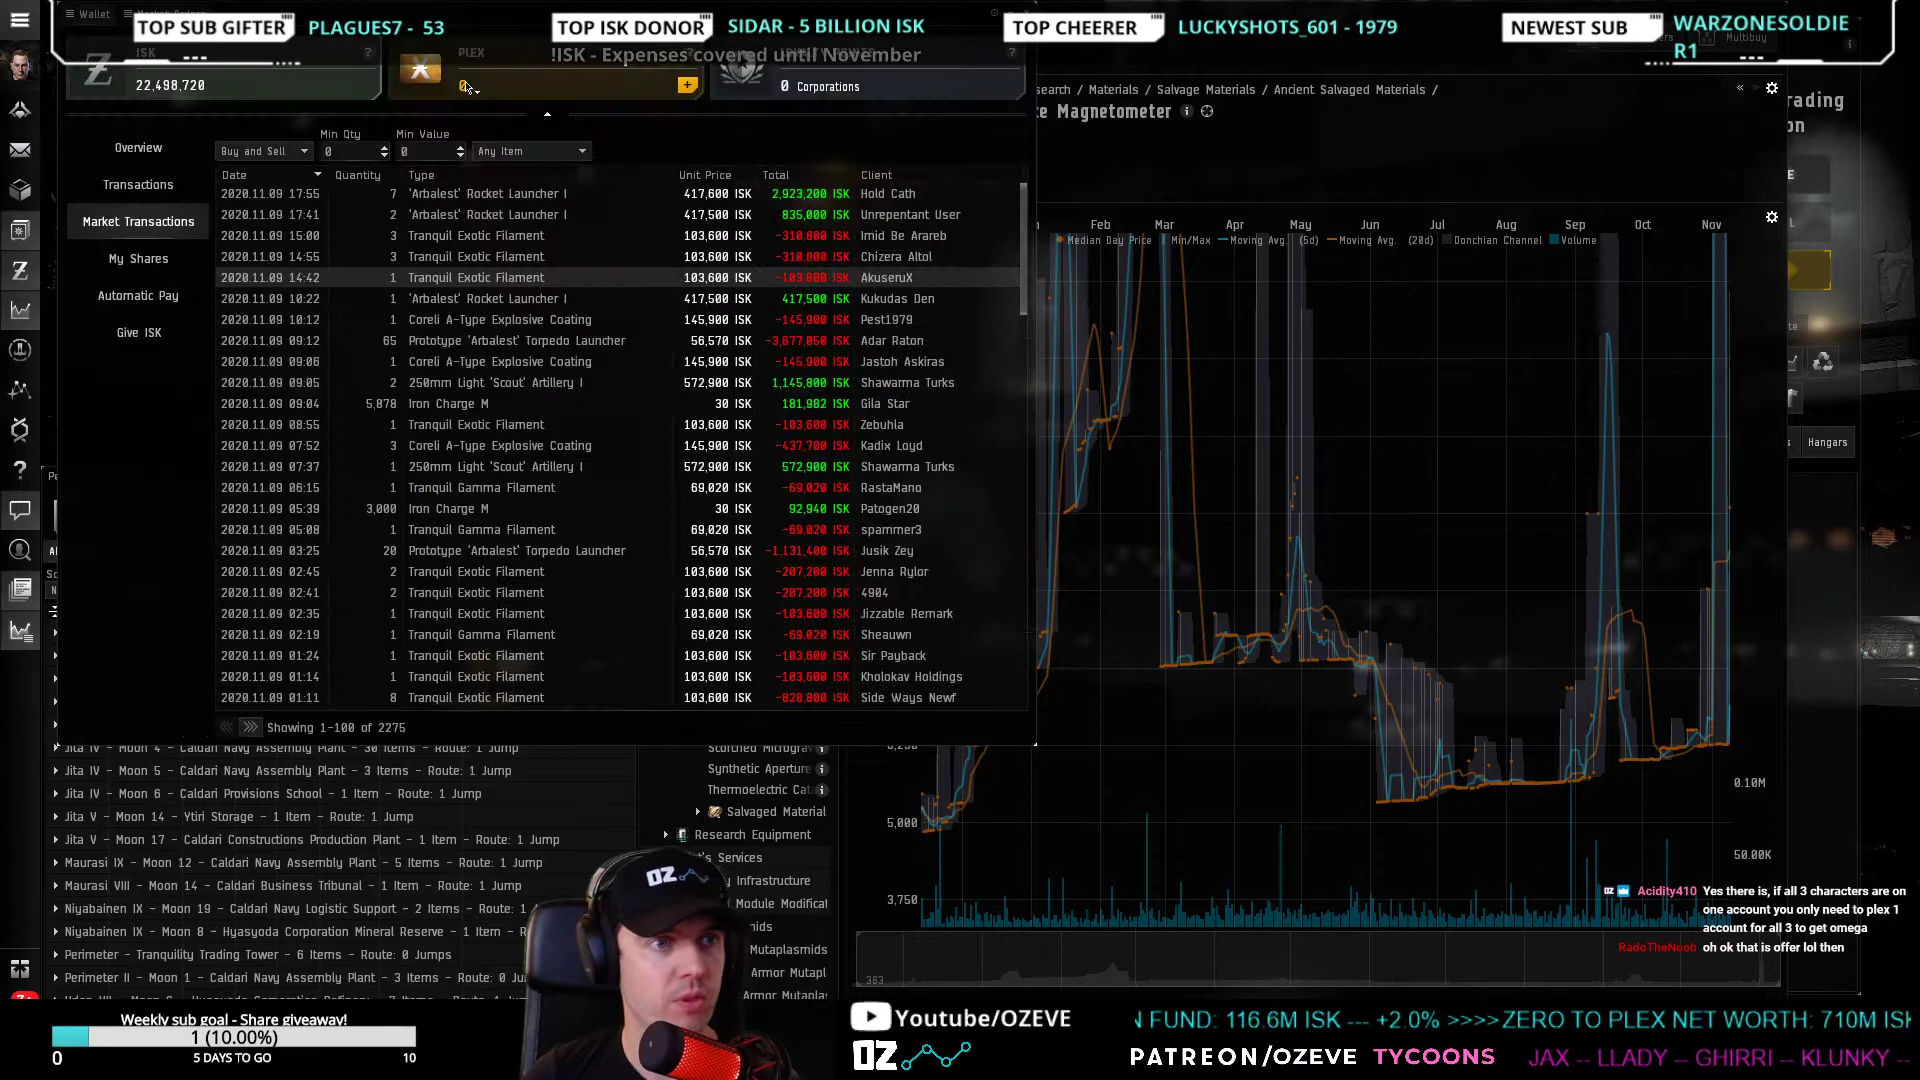 TOP SUB GIFTER PLAGUES7 - 53
TOP ISK DONOR SIDAR - 5 BILLION ISK
TOP CHEERER LUCKYSHOTS_601 - 1979
NEWEST SUB WARZONESOLDIE
R1
Wallet
ISK
22,498,720
PLEX
!ISK - Expenses covered until November
0 Corporations
Multibuy
Overview
Transactions
Market Transactions
My Shares
Automatic Pay
Give ISK
Min Qty Min Value
Buy and Sell 0 0 Any Item
Date Quantity Type Unit Price Total Client
2020.11.09 17:55 7 'Arbalest' Rocket Launcher I 417,600 ISK 2,923,200 ISK Hold Cath
2020.11.09 17:41 2 'Arbalest' Rocket Launcher I 417,500 ISK 835,000 ISK Unrepentant User
2020.11.09 15:00 3 Tranquil Exotic Filament 103,600 ISK -310,800 ISK Imid Be Arareb
2020.11.09 14:55 3 Tranquil Exotic Filament 103,600 ISK -310,800 ISK Chizera Altol
2020.11.09 14:42 1 Tranquil Exotic Filament 103,600 ISK -103,600 ISK AkuseruX
2020.11.09 10:22 1 'Arbalest' Rocket Launcher I 417,500 ISK 417,500 ISK Kukudas Den
2020.11.09 10:12 1 Coreli A-Type Explosive Coating 145,900 ISK -145,900 ISK Pest1979
2020.11.09 09:12 65 Prototype 'Arbalest' Torpedo Launcher 56,570 ISK -3,677,050 ISK Adar Raton
2020.11.09 09:06 1 Coreli A-Type Explosive Coating 145,900 ISK -145,900 ISK Jastoh Askiras
2020.11.09 09:05 2 250mm Light 'Scout' Artillery I 572,900 ISK 1,145,800 ISK Shawarma Turks
2020.11.09 09:04 5,878 Iron Charge M 30 ISK 181,982 ISK Gila Star
2020.11.09 08:55 1 Tranquil Exotic Filament 103,600 ISK -103,600 ISK Zebuhla
2020.11.09 07:52 3 Coreli A-Type Explosive Coating 145,900 ISK -437,700 ISK Kadix Loyd
2020.11.09 07:37 1 250mm Light 'Scout' Artillery I 572,900 ISK 572,900 ISK Shawarma Turks
2020.11.09 06:15 1 Tranquil Gamma Filament 69,020 ISK -69,020 ISK RastaMano
2020.11.09 05:39 3,000 Iron Charge M 30 ISK 92,940 ISK Patogen20
2020.11.09 05:08 1 Tranquil Gamma Filament 69,020 ISK -69,020 ISK spammer3
2020.11.09 03:25 20 Prototype 'Arbalest' Torpedo Launcher 56,570 ISK -1,131,400 ISK Jusik Zey
2020.11.09 02:45 2 Tranquil Exotic Filament 103,600 ISK -207,200 ISK Jenna Rylor
2020.11.09 02:41 2 Tranquil Exotic Filament 103,600 ISK -207,200 ISK 4904
2020.11.09 02:35 1 Tranquil Exotic Filament 103,600 ISK -103,600 ISK Jizzable Remark
2020.11.09 02:19 1 Tranquil Gamma Filament 69,020 ISK -69,020 ISK Sheauwn
2020.11.09 01:24 1 Tranquil Exotic Filament 103,600 ISK -103,600 ISK Sir Payback
2020.11.09 01:14 1 Tranquil Exotic Filament 103,600 ISK -103,600 ISK Kholokav Holdings
2020.11.09 01:11 8 Tranquil Exotic Filament 103,600 ISK -828,800 ISK Side Ways Newf
Showing 1-100 of 2275
esearch / Materials / Salvage Materials / Ancient Salvaged Materials /
e Magnetometer
rading
on
Feb Mar Apr May Jun Jul Aug Sep Oct Nov
Median Day Price Min/Max Moving Avg. (5d) Moving Avg. (20d) Donchian Channel Volume
Hangars
0.10M
5,000
50.00K
3,750
363
Jita IV - Moon 4 - Caldari Navy Assembly Plant - 30 Items - Route: 1 Jump
Jita IV - Moon 5 - Caldari Navy Assembly Plant - 3 Items - Route: 1 Jump
Jita IV - Moon 6 - Caldari Provisions School - 1 Item - Route: 1 Jump
Jita V - Moon 14 - Ytiri Storage - 1 Item - Route: 1 Jump
Jita V - Moon 17 - Caldari Constructions Production Plant - 1 Item - Route: 1 Jump
Maurasi IX - Moon 12 - Caldari Navy Assembly Plant - 5 Items - Route: 1 Jump
Maurasi VIII - Moon 14 - Caldari Business Tribunal - 1 Item - Route: 1 Jump
Niyabainen IX - Moon 19 - Caldari Navy Logistic Support - 2 Items - Route: 1
Niyabainen IX - Moon 8 - Hyasyoda Corporation Mineral Reserve - 1 Item - R
Perimeter - Tranquility Trading Tower - 6 Items - Route: 0 Jumps
Perimeter II - Moon 1 - Caldari Navy Assembly Plant - 3 Items - Route: 0 Ju
Scorched Microgra
Synthetic Aperture
Thermoelectric Cat
Salvaged Material
Research Equipment
t's Services
y Infrastructure
Module Modificat
nids
Mutaplasmids
Armor Mutapl
Armor Mutapla
Acidity410 Yes there is, if all 3 characters are on
one account you only need to plex 1
account for all 3 to get omega
RadoTheNoob oh ok that is offer lol then
Weekly sub goal - Share giveaway!
1 (10.00%)
0 5 DAYS TO GO 10
OZ
Youtube/OZEVE
OZ
N FUND: 116.6M ISK --- +2.0% >>>>ZERO TO PLEX NET WORTH: 710M ISK
PATREON/OZEVE TYCOONS JAX -- LLADY -- GHIRRI -- KLUNKY --